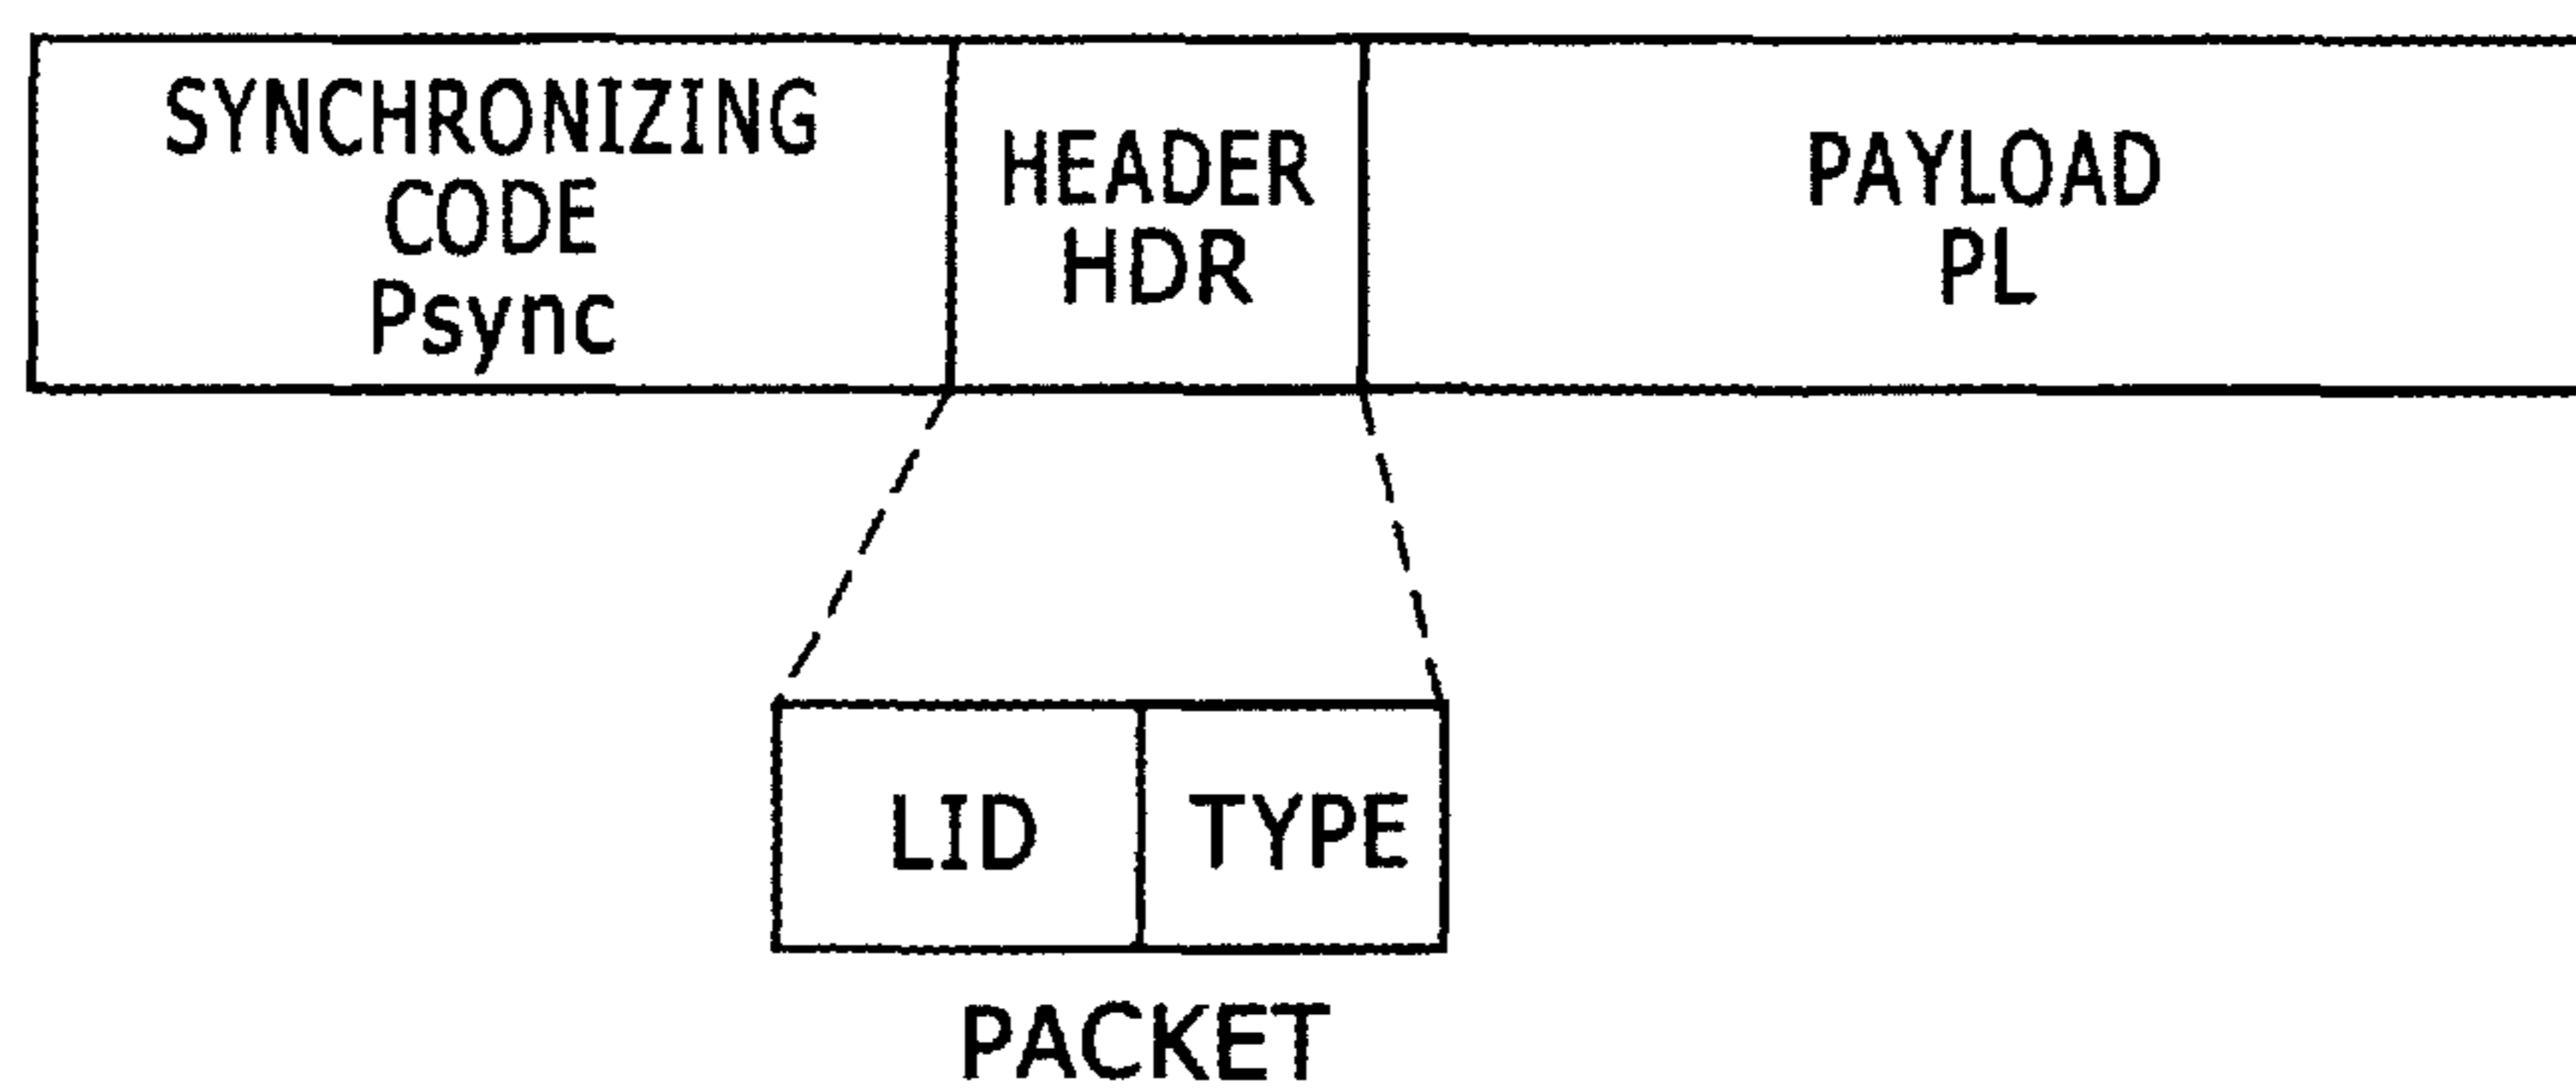 SYNCHRONIZING
CODE
Psync
HEADER
HDR
PAYLOAD
PL
LID
TYPE
PACKET